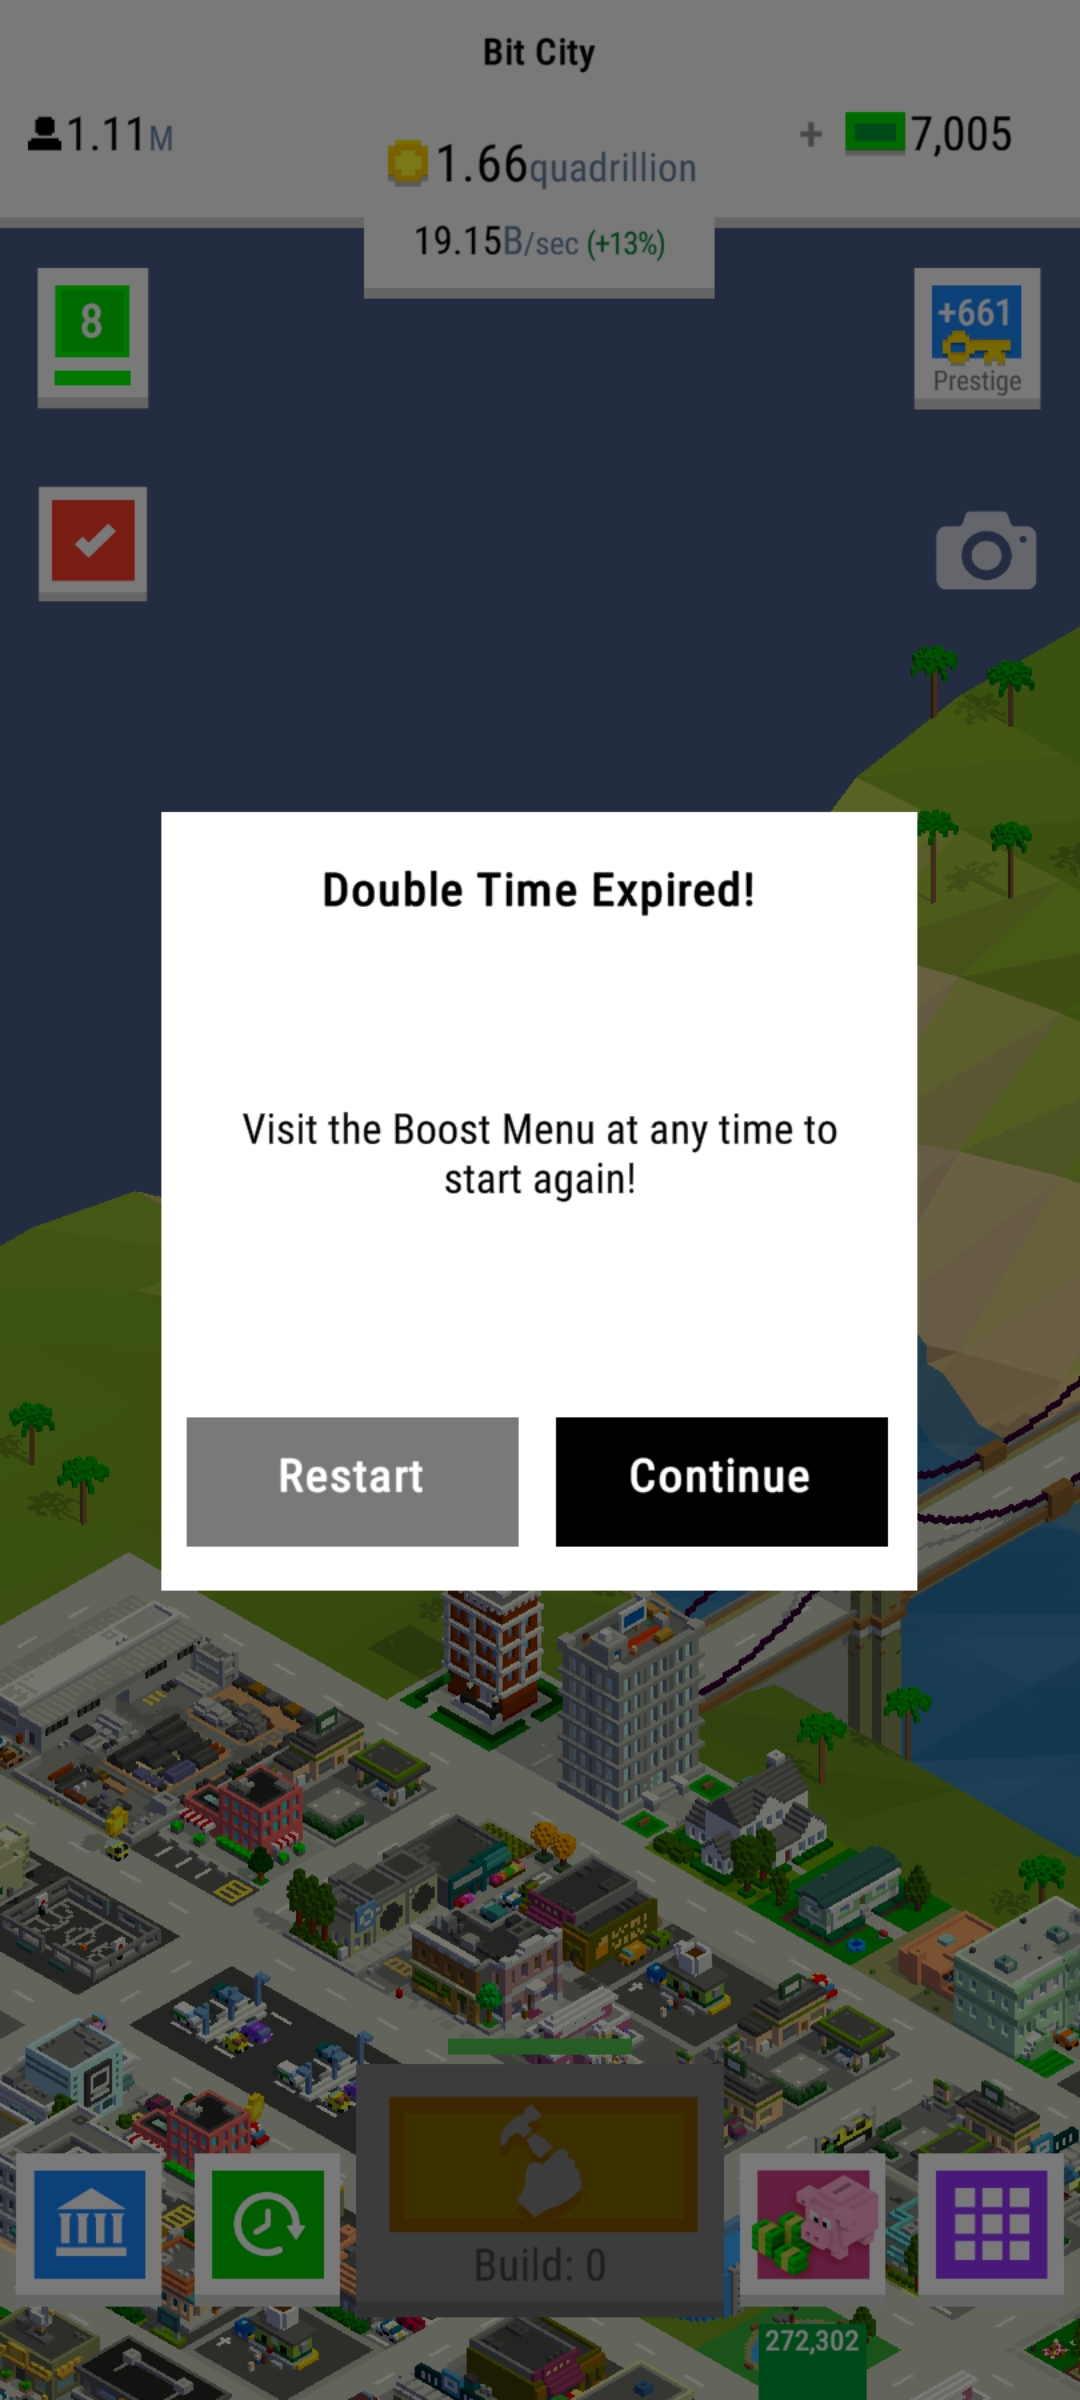 Bit City
1.11M
1.66quadrillion
+ 7,005
19.15B/sec (+13%)
8
+661
Prestige
Double Time Expired!
Visit the Boost Menu at any time to
start again!
Restart
Continue
Build: 0
272,302